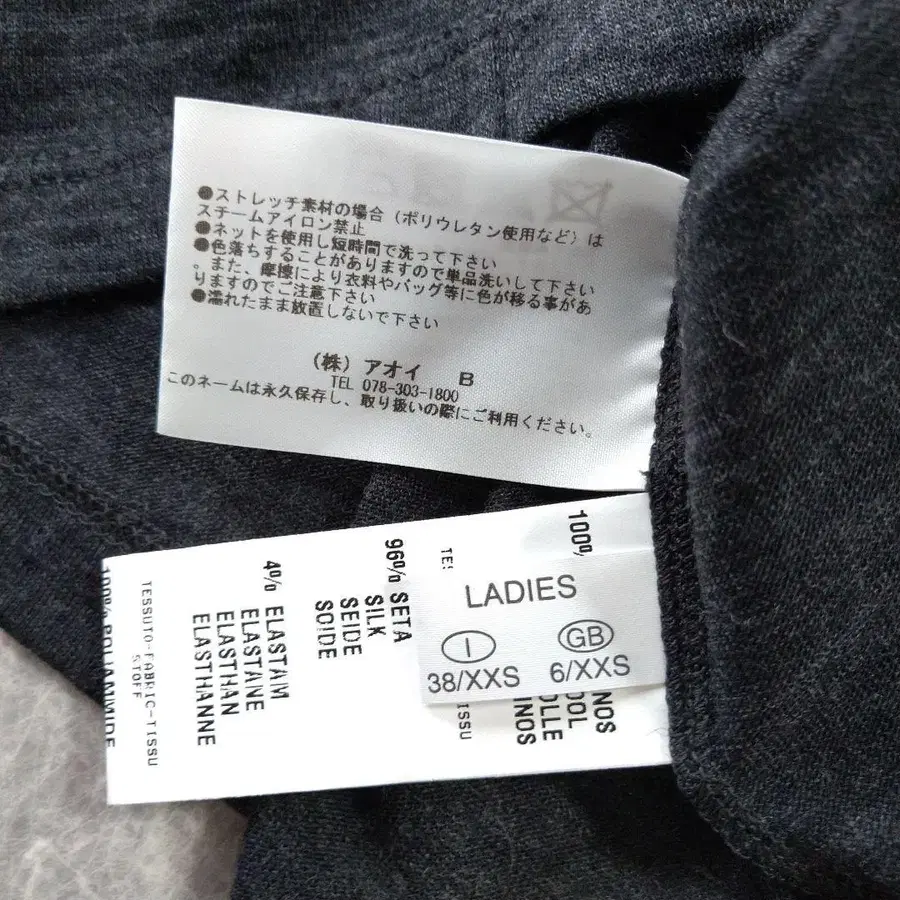 ●ストレッチ素材の場合（ポリウレタン使用など）は
スチームアイロン禁止
●ネットを使用し短時間で洗って下さい
●色落ちすることがありますので単品洗いして下さい
。また、摩擦により衣料やバッグ等に色が移る事があ
りますのでご注意下さい
●濡れたまま放置しないで下さい
（株）アオイ B
TEL 078-303-1800
このネームは永久保存し、取り扱いの際にご利用ください。
LADIES
I GB
38/XXS 6/XXS
100%
96% SETA
SILK
SEIDE
SOIDE
4% ELASTAM
ELASTANE
ELASTHAN
ELASTHANNE
TESSUTO-FABRIC-TISSU
STOFF